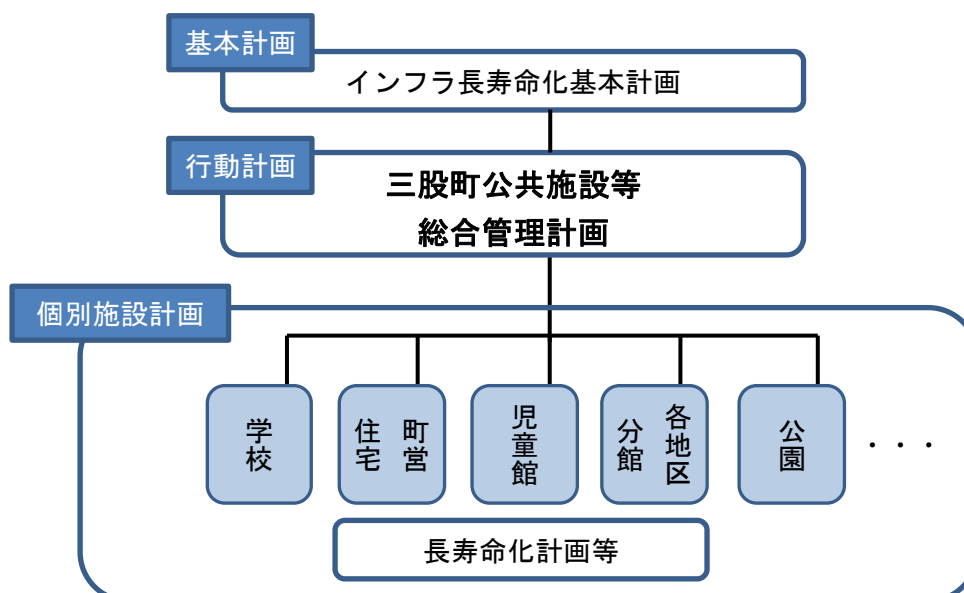 基本計画
インフラ長寿命化基本計画
行動計画
三股町公共施設等
総合管理計画
個別施設計画
学校
町営
住宅
児童館
各地区
分館
公園
・・・
長寿命化計画等